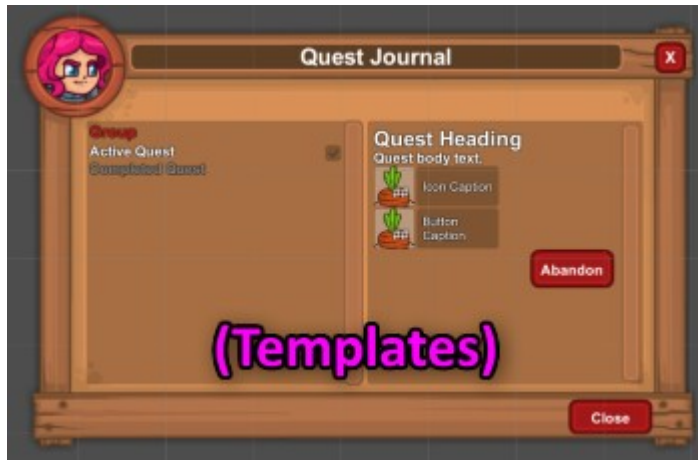 Quest Journal
X
Group
Active Quest
Completed Quest
Quest Heading
Quest body text.
Icon Caption
Button
Caption
Abandon
(Templates)
Close